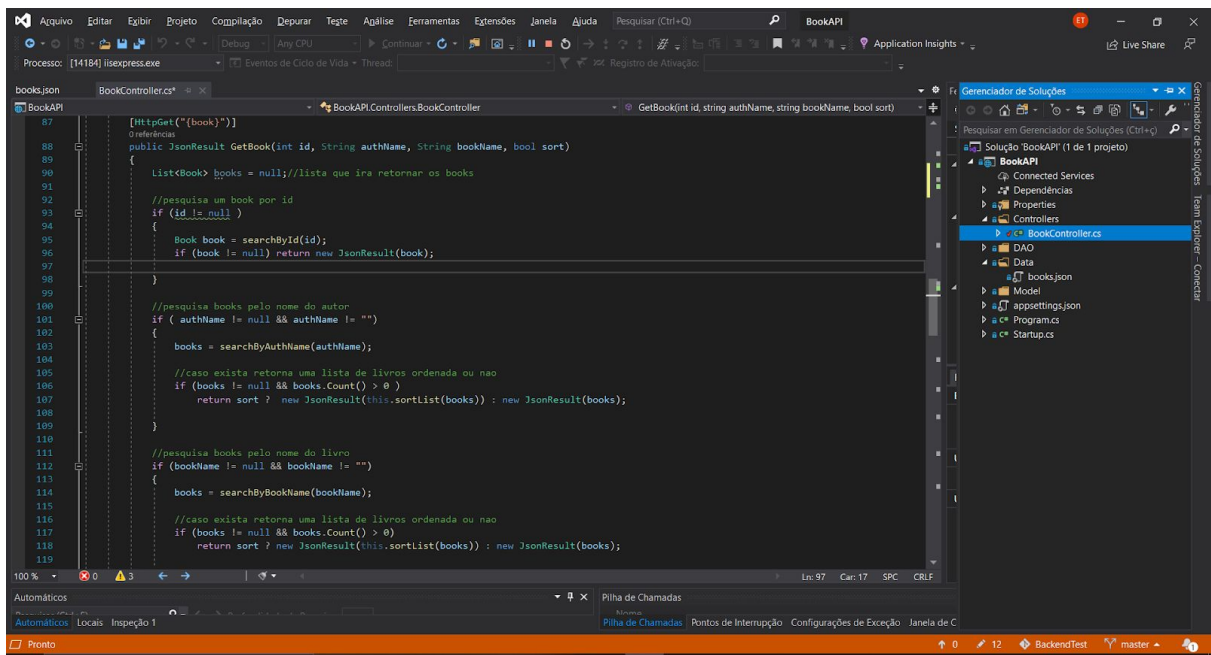 Arquivo Editar Exibir Projeto Compilação Depurar Teste Análise Ferramentas Extensões Janela Ajuda Pesquisar (Ctrl+Q) BookAPI ET
Debug Any CPU Continuar Application Insights Live Share
Processo: [14184] iisexpress.exe Eventos de Ciclo de Vida Thread: Registro de Ativação:
books.json BookController.cs*
BookAPI BookAPI.Controllers.BookController GetBook(int id, string authName, string bookName, bool sort)
87 [HttpGet("{book}")]
0 referências
88 public JsonResult GetBook(int id, String authName, String bookName, bool sort)
89 {
90 List<Book> books = null;//lista que ira retornar os books
91
92 //pesquisa um book por id
93 if (id != null )
94 {
95 Book book = searchById(id);
96 if (book != null) return new JsonResult(book);
97
98 }
99
100 //pesquisa books pelo nome do autor
101 if ( authName != null && authName != "")
102 {
103 books = searchByAuthName(authName);
104
105 //caso exista retorna uma lista de livros ordenada ou nao
106 if (books != null && books.Count() > 0 )
107 return sort ?  new JsonResult(this.sortList(books)) : new JsonResult(books);
108
109 }
110
111 //pesquisa books pelo nome do livro
112 if (bookName != null && bookName != "")
113 {
114 books = searchByBookName(bookName);
115
116 //caso exista retorna uma lista de livros ordenada ou nao
117 if (books != null && books.Count() > 0)
118 return sort ? new JsonResult(this.sortList(books)) : new JsonResult(books);
119
100 % 0 3 Ln: 97 Car: 17 SPC CRLF
Automáticos
Automáticos Locais Inspeção 1
Pilha de Chamadas
Nome
Pilha de Chamadas Pontos de Interrupção Configurações de Exceção Janela de C
Gerenciador de Soluções
Pesquisar em Gerenciador de Soluções (Ctrl+ç)
Solução 'BookAPI' (1 de 1 projeto)
BookAPI
Connected Services
Dependências
Properties
Controllers
C# BookController.cs
DAO
Data
books.json
Model
appsettings.json
C# Program.cs
C# Startup.cs
Gerenciador de Soluções
Team Explorer – Conectar
Pronto 0 12 BackendTest master 1